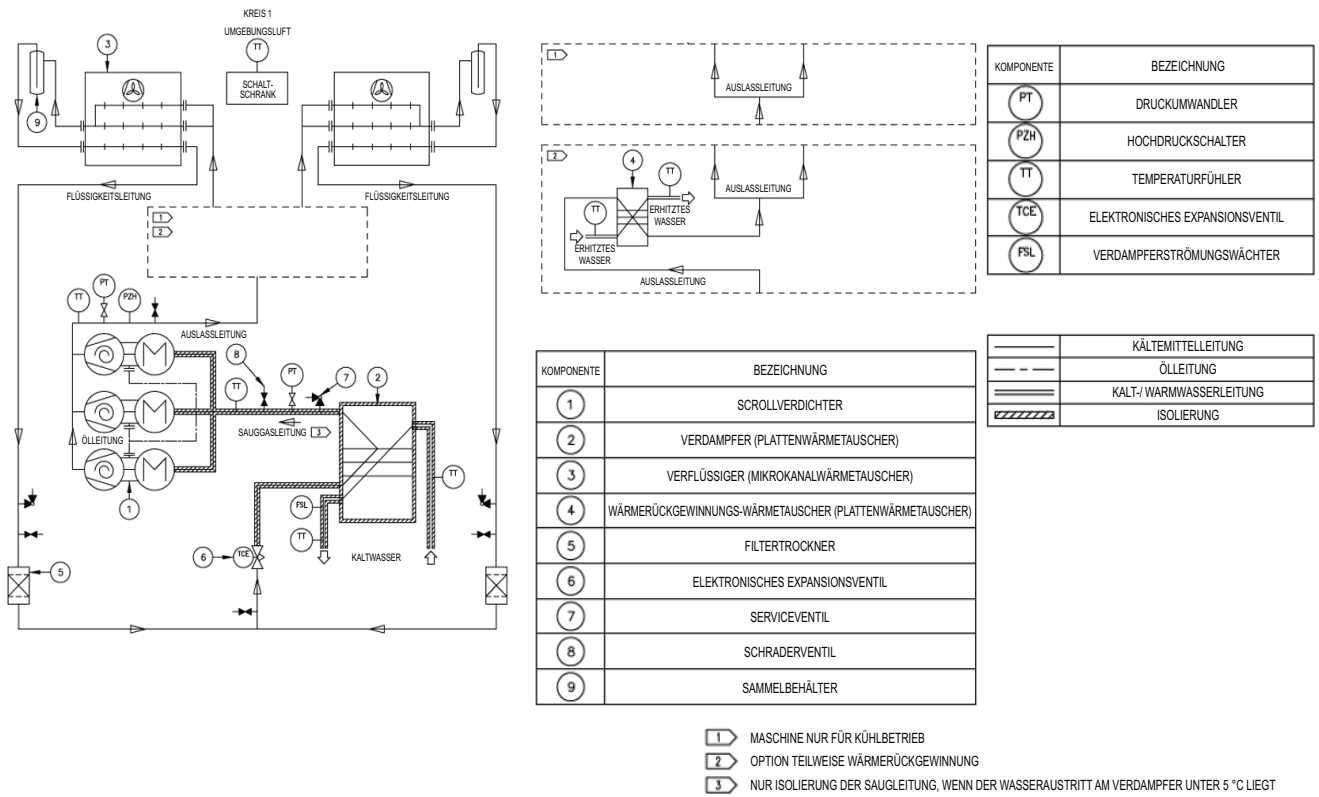 KREIS 1
UMGEBUNGSLUFT
TT
SCHALT-
SCHRANK
3
9
FLÜSSIGKEITSLEITUNG
FLÜSSIGKEITSLEITUNG
1
2
TT
PT
PZH
AUSLASSLEITUNG
8
TT
PT
7
2
SAUGGASLEITUNG
3
ÖLLEITUNG
1
TT
FSL
TT
6
TCE
KALTWASSER
5
1
AUSLASSLEITUNG
2
4
TT
AUSLASSLEITUNG
TT
ERHITZTES
WASSER
ERHITZTES
WASSER
AUSLASSLEITUNG
KOMPONENTE BEZEICHNUNG
PT DRUCKUMWANDLER
PZH HOCHDRUCKSCHALTER
TT TEMPERATURFÜHLER
TCE ELEKTRONISCHES EXPANSIONSVENTIL
FSL VERDAMPFERSTRÖMUNGSWÄCHTER
KÄLTEMITTELLEITUNG
ÖLLEITUNG
KALT-/ WARMWASSERLEITUNG
ISOLIERUNG
KOMPONENTE BEZEICHNUNG
1 SCROLLVERDICHTER
2 VERDAMPFER (PLATTENWÄRMETAUSCHER)
3 VERFLÜSSIGER (MIKROKANALWÄRMETAUSCHER)
4 WÄRMERÜCKGEWINNUNGS-WÄRMETAUSCHER (PLATTENWÄRMETAUSCHER)
5 FILTERTROCKNER
6 ELEKTRONISCHES EXPANSIONSVENTIL
7 SERVICEVENTIL
8 SCHRADERVENTIL
9 SAMMELBEHÄLTER
1 MASCHINE NUR FÜR KÜHLBETRIEB
2 OPTION TEILWEISE WÄRMERÜCKGEWINNUNG
3 NUR ISOLIERUNG DER SAUGLEITUNG, WENN DER WASSERAUSTRITT AM VERDAMPFER UNTER 5 °C LIEGT